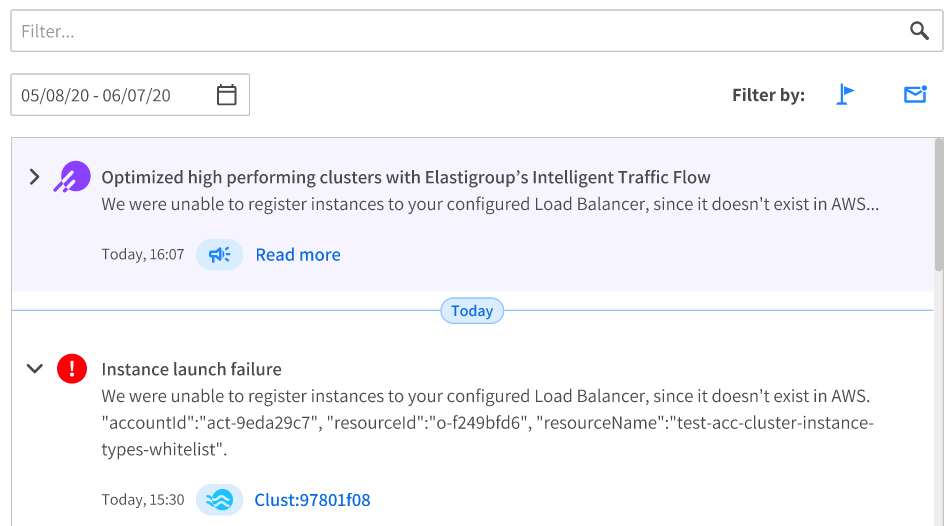 Filter...
05/08/20 - 06/07/20
Filter by:
Optimized high performing clusters with Elastigroup’s Intelligent Traffic Flow
We were unable to register instances to your configured Load Balancer, since it doesn't exist in AWS...
Today, 16:07
Read more
Today
Instance launch failure
We were unable to register instances to your configured Load Balancer, since it doesn't exist in AWS.
"accountId":"act-9eda29c7", "resourceId":"o-f249bfd6", "resourceName":"test-acc-cluster-instance-
types-whitelist".
Today, 15:30
Clust:97801f08